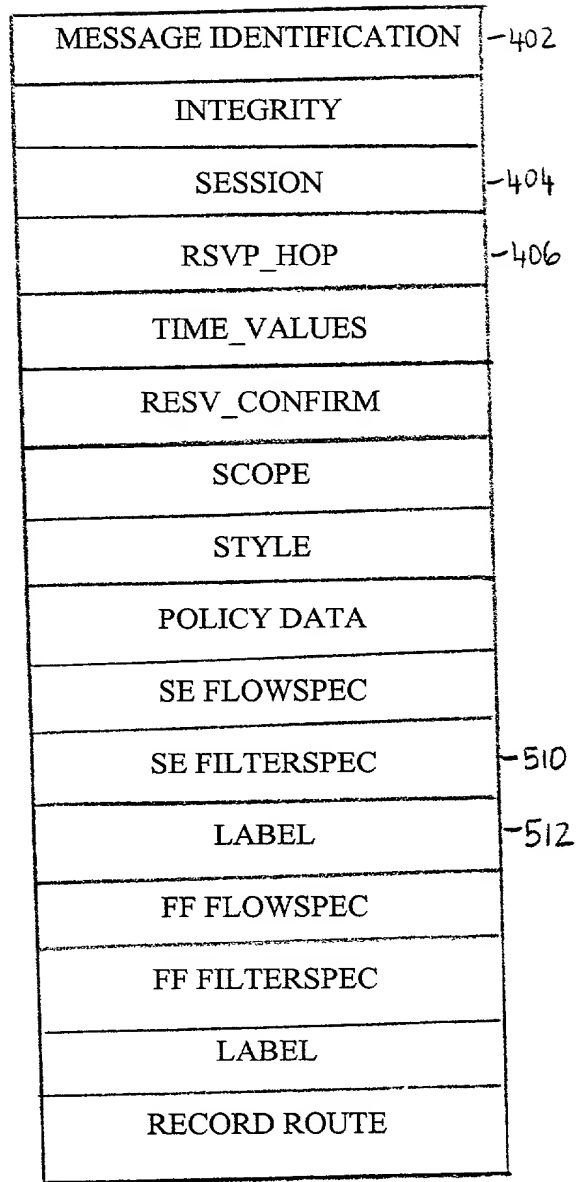 MESSAGE IDENTIFICATION 402
INTEGRITY
SESSION 404
RSVP_HOP 406
TIME_VALUES
RESV_CONFIRM
SCOPE
STYLE
POLICY DATA
SE FLOWSPEC
SE FILTERSPEC 510
LABEL 512
FF FLOWSPEC
FF FILTERSPEC
LABEL
RECORD ROUTE